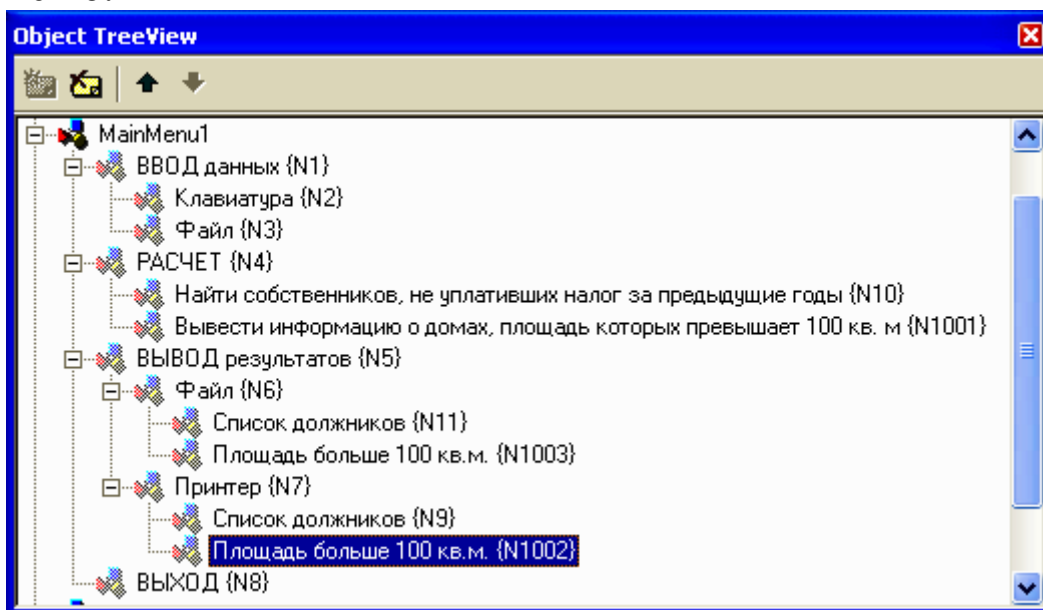 Object TreeView
MainMenu1
ВВОД данных {N1}
Клавиатура {N2}
Файл {N3}
РАСЧЕТ {N4}
Найти собственников, не уплативших налог за предыдущие годы {N10}
Вывести информацию о домах, площадь которых превышает 100 кв. м {N1001}
ВЫВОД результатов {N5}
Файл {N6}
Список должников {N11}
Площадь больше 100 кв.м. {N1003}
Принтер {N7}
Список должников {N9}
Площадь больше 100 кв.м. {N1002}
ВЫХОД {N8}